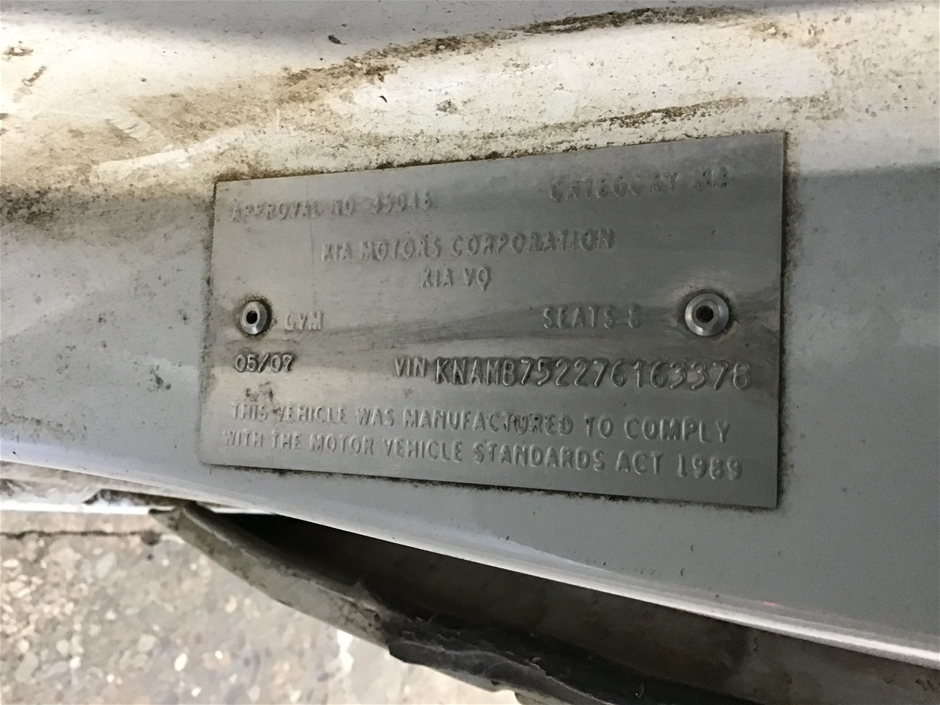 APPROVAL NO 35016 CATEGORY MA
KIA MOTORS CORPORATION
KIA VQ
GVM SEATS 8
05/07 VIN KNAMB752276163378
THIS VEHICLE WAS MANUFACTURED TO COMPLY
WITH THE MOTOR VEHICLE STANDARDS ACT 1989